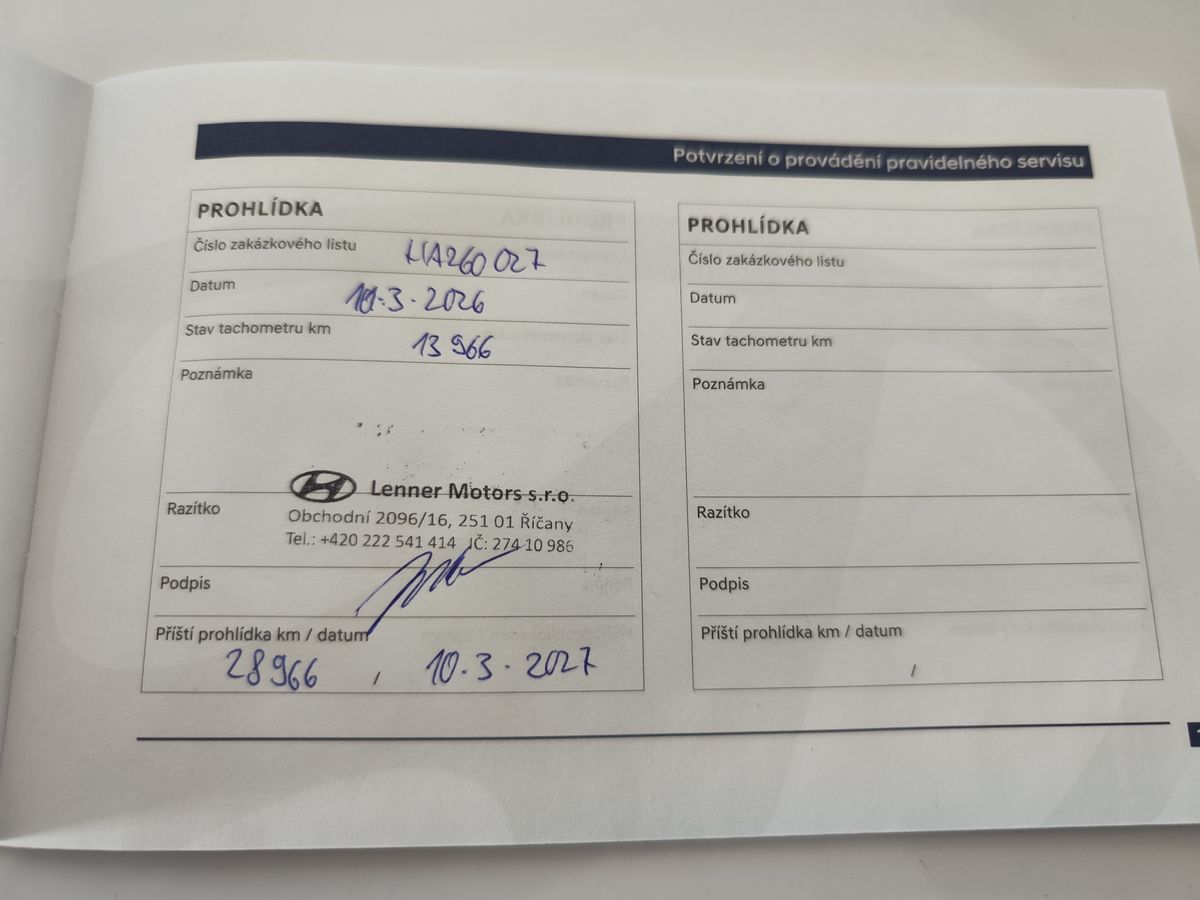 Potvrzení o provádění pravidelného servisu
PROHLÍDKA
Číslo zakázkového listu
Datum 10.3.2026
Stav tachometru km 13 966
Poznámka
Lenner Motors s.r.o.
Razítko
Obchodní 2096/16, 251 01 Říčany
Tel.: +420 222 541 414 IČ: 274 10 986
Podpis
Příští prohlídka km / datum
28966 / 10.3.2027
PROHLÍDKA
Číslo zakázkového listu
Datum
Stav tachometru km
Poznámka
Razítko
Podpis
Příští prohlídka km / datum
/